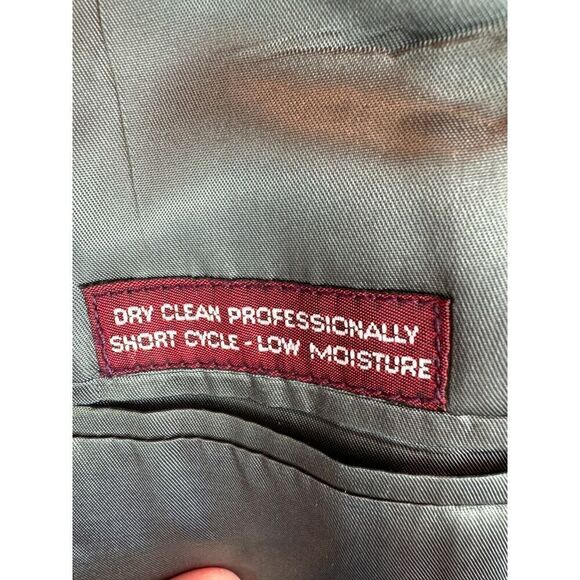 DRY CLEAN PROFESSIONALLY
SHORT CYCLE - LOW MOISTURE